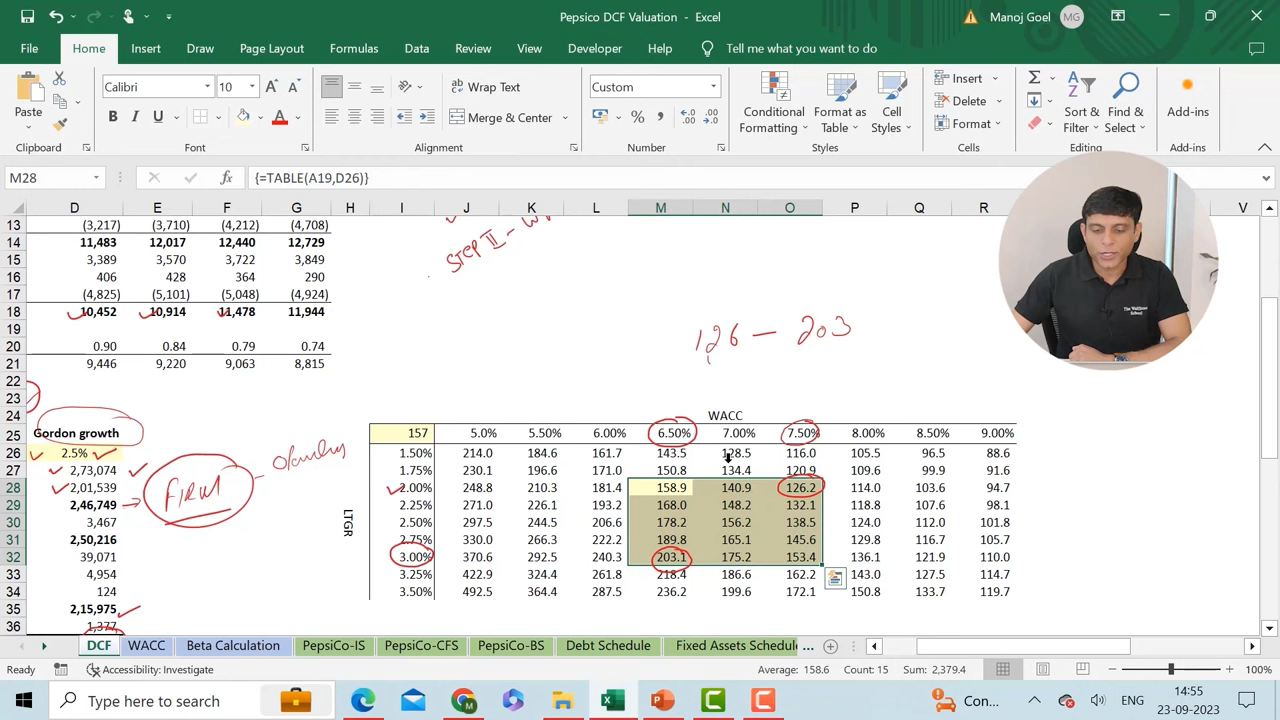 Pepsico DCF Valuation - Excel
Manoj Goel MG
File Home Insert Draw Page Layout Formulas Data Review View Developer Help Tell me what you want to do
Calibri 10 Wrap Text Custom Insert
Paste Merge & Center Conditional Formatting Format as Table Cell Styles Delete Format Sort & Filter Find & Select Add-ins
Clipboard Font Alignment Number Styles Cells Editing Add-ins
M28 fx {=TABLE(A19,D26)}
D E F G H I J K L M N O P Q R V
13 (3,217) (3,710) (4,212) (4,708)
14 11,483 12,017 12,440 12,729
15 3,389 3,570 3,722 3,849
16 406 428 364 290
17 (4,825) (5,101) (5,048) (4,924)
18 10,452 10,914 11,478 11,944
19
20 0.90 0.84 0.79 0.74
21 9,446 9,220 9,063 8,815
22
23
24 WACC
25 Gordon growth 157 5.0% 5.50% 6.00% 6.50% 7.00% 7.50% 8.00% 8.50% 9.00%
26 2.5% 1.50% 214.0 184.6 161.7 143.5 128.5 116.0 105.5 96.5 88.6
27 2,73,074 1.75% 230.1 196.6 171.0 150.8 134.4 120.9 109.6 99.9 91.6
28 2,01,539 2.00% 248.8 210.3 181.4 158.9 140.9 126.2 114.0 103.6 94.7
29 2,46,749 2.25% 271.0 226.1 193.2 168.0 148.2 132.1 118.8 107.6 98.1
30 3,467 2.50% 297.5 244.5 206.6 178.2 156.2 138.5 124.0 112.0 101.8
31 2,50,216 2.75% 330.0 266.3 222.2 189.8 165.1 145.6 129.8 116.7 105.7
32 39,071 3.00% 370.6 292.5 240.3 203.1 175.2 153.4 136.1 121.9 110.0
33 4,954 3.25% 422.9 324.4 261.8 218.4 186.6 162.2 143.0 127.5 114.7
34 124 3.50% 492.5 364.4 287.5 236.2 199.6 172.1 150.8 133.7 119.7
35 2,15,975
36 1,377
LTGR
STEP II -
126 - 203
FIRM
The WallStreet School
DCF WACC Beta Calculation PepsiCo-IS PepsiCo-CFS PepsiCo-BS Debt Schedule Fixed Assets Schedule ...
Ready Accessibility: Investigate Average: 158.6 Count: 15 Sum: 2,379.4 100%
Type here to search Con... ENG 14:55
23-09-2023